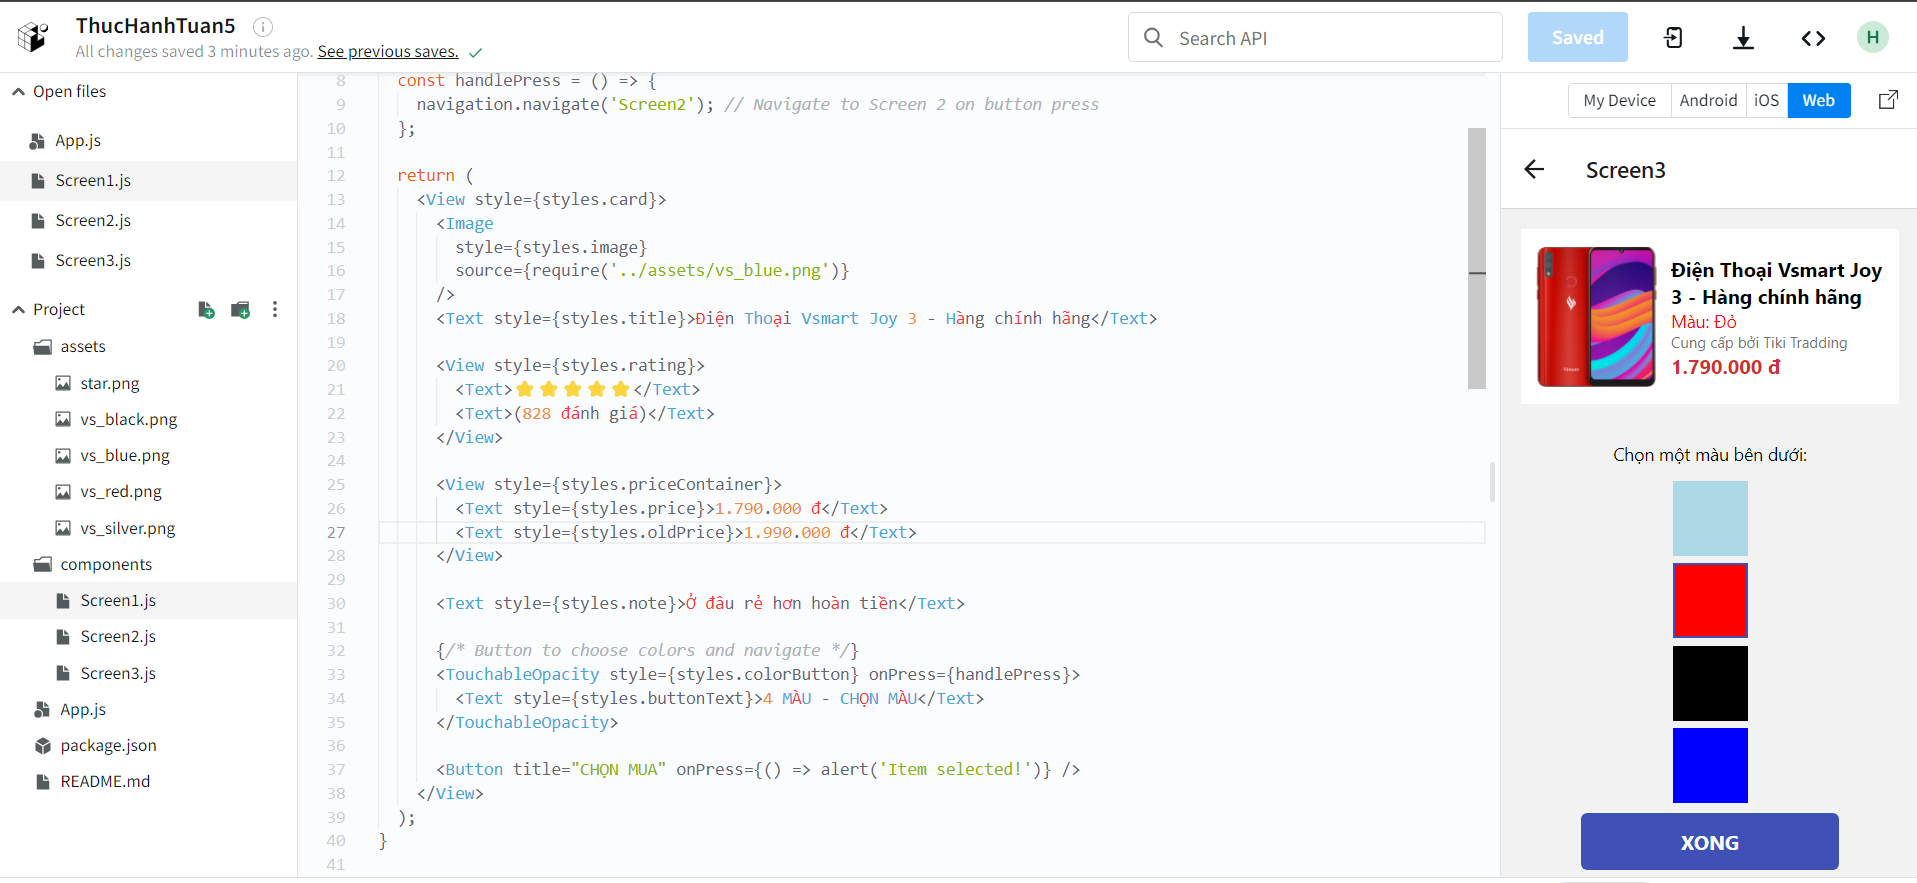 ThucHanhTuan5
All changes saved 3 minutes ago. See previous saves.
Search API
Saved
H
Open files
App.js
Screen1.js
Screen2.js
Screen3.js
Project
assets
star.png
vs_black.png
vs_blue.png
vs_red.png
vs_silver.png
components
Screen1.js
Screen2.js
Screen3.js
App.js
package.json
README.md
8 const handlePress = () => {
9 navigation.navigate('Screen2'); // Navigate to Screen 2 on button press
10 };
11
12 return (
13 <View style={styles.card}>
14 <Image
15 style={styles.image}
16 source={require('../assets/vs_blue.png')}
17 />
18 <Text style={styles.title}>Điện Thoại Vsmart Joy 3 - Hàng chính hãng</Text>
19
20 <View style={styles.rating}>
21 <Text>⭐⭐⭐⭐⭐</Text>
22 <Text>(828 đánh giá)</Text>
23 </View>
24
25 <View style={styles.priceContainer}>
26 <Text style={styles.price}>1.790.000 đ</Text>
27 <Text style={styles.oldPrice}>1.990.000 đ</Text>
28 </View>
29
30 <Text style={styles.note}>Ở đâu rẻ hơn hoàn tiền</Text>
31
32 {/* Button to choose colors and navigate */}
33 <TouchableOpacity style={styles.colorButton} onPress={handlePress}>
34 <Text style={styles.buttonText}>4 MÀU - CHỌN MÀU</Text>
35 </TouchableOpacity>
36
37 <Button title="CHỌN MUA" onPress={() => alert('Item selected!')} />
38 </View>
39 );
40 }
41
My Device Android iOS Web
Screen3
Điện Thoại Vsmart Joy
3 - Hàng chính hãng
Màu: Đỏ
Cung cấp bởi Tiki Tradding
1.790.000 đ
Chọn một màu bên dưới:
XONG